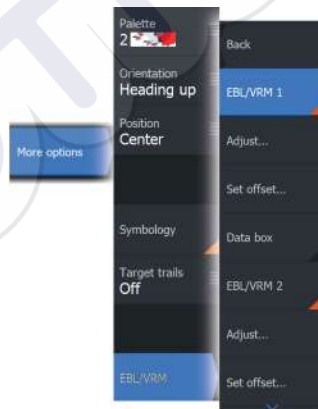 More options
Palette
2
Orientation
Heading up
Position
Center
Symbology
Target trails
Off
EBL/VRM
Back
EBL/VRM 1
Adjust...
Set offset...
Data box
EBL/VRM 2
Adjust...
Set offset...